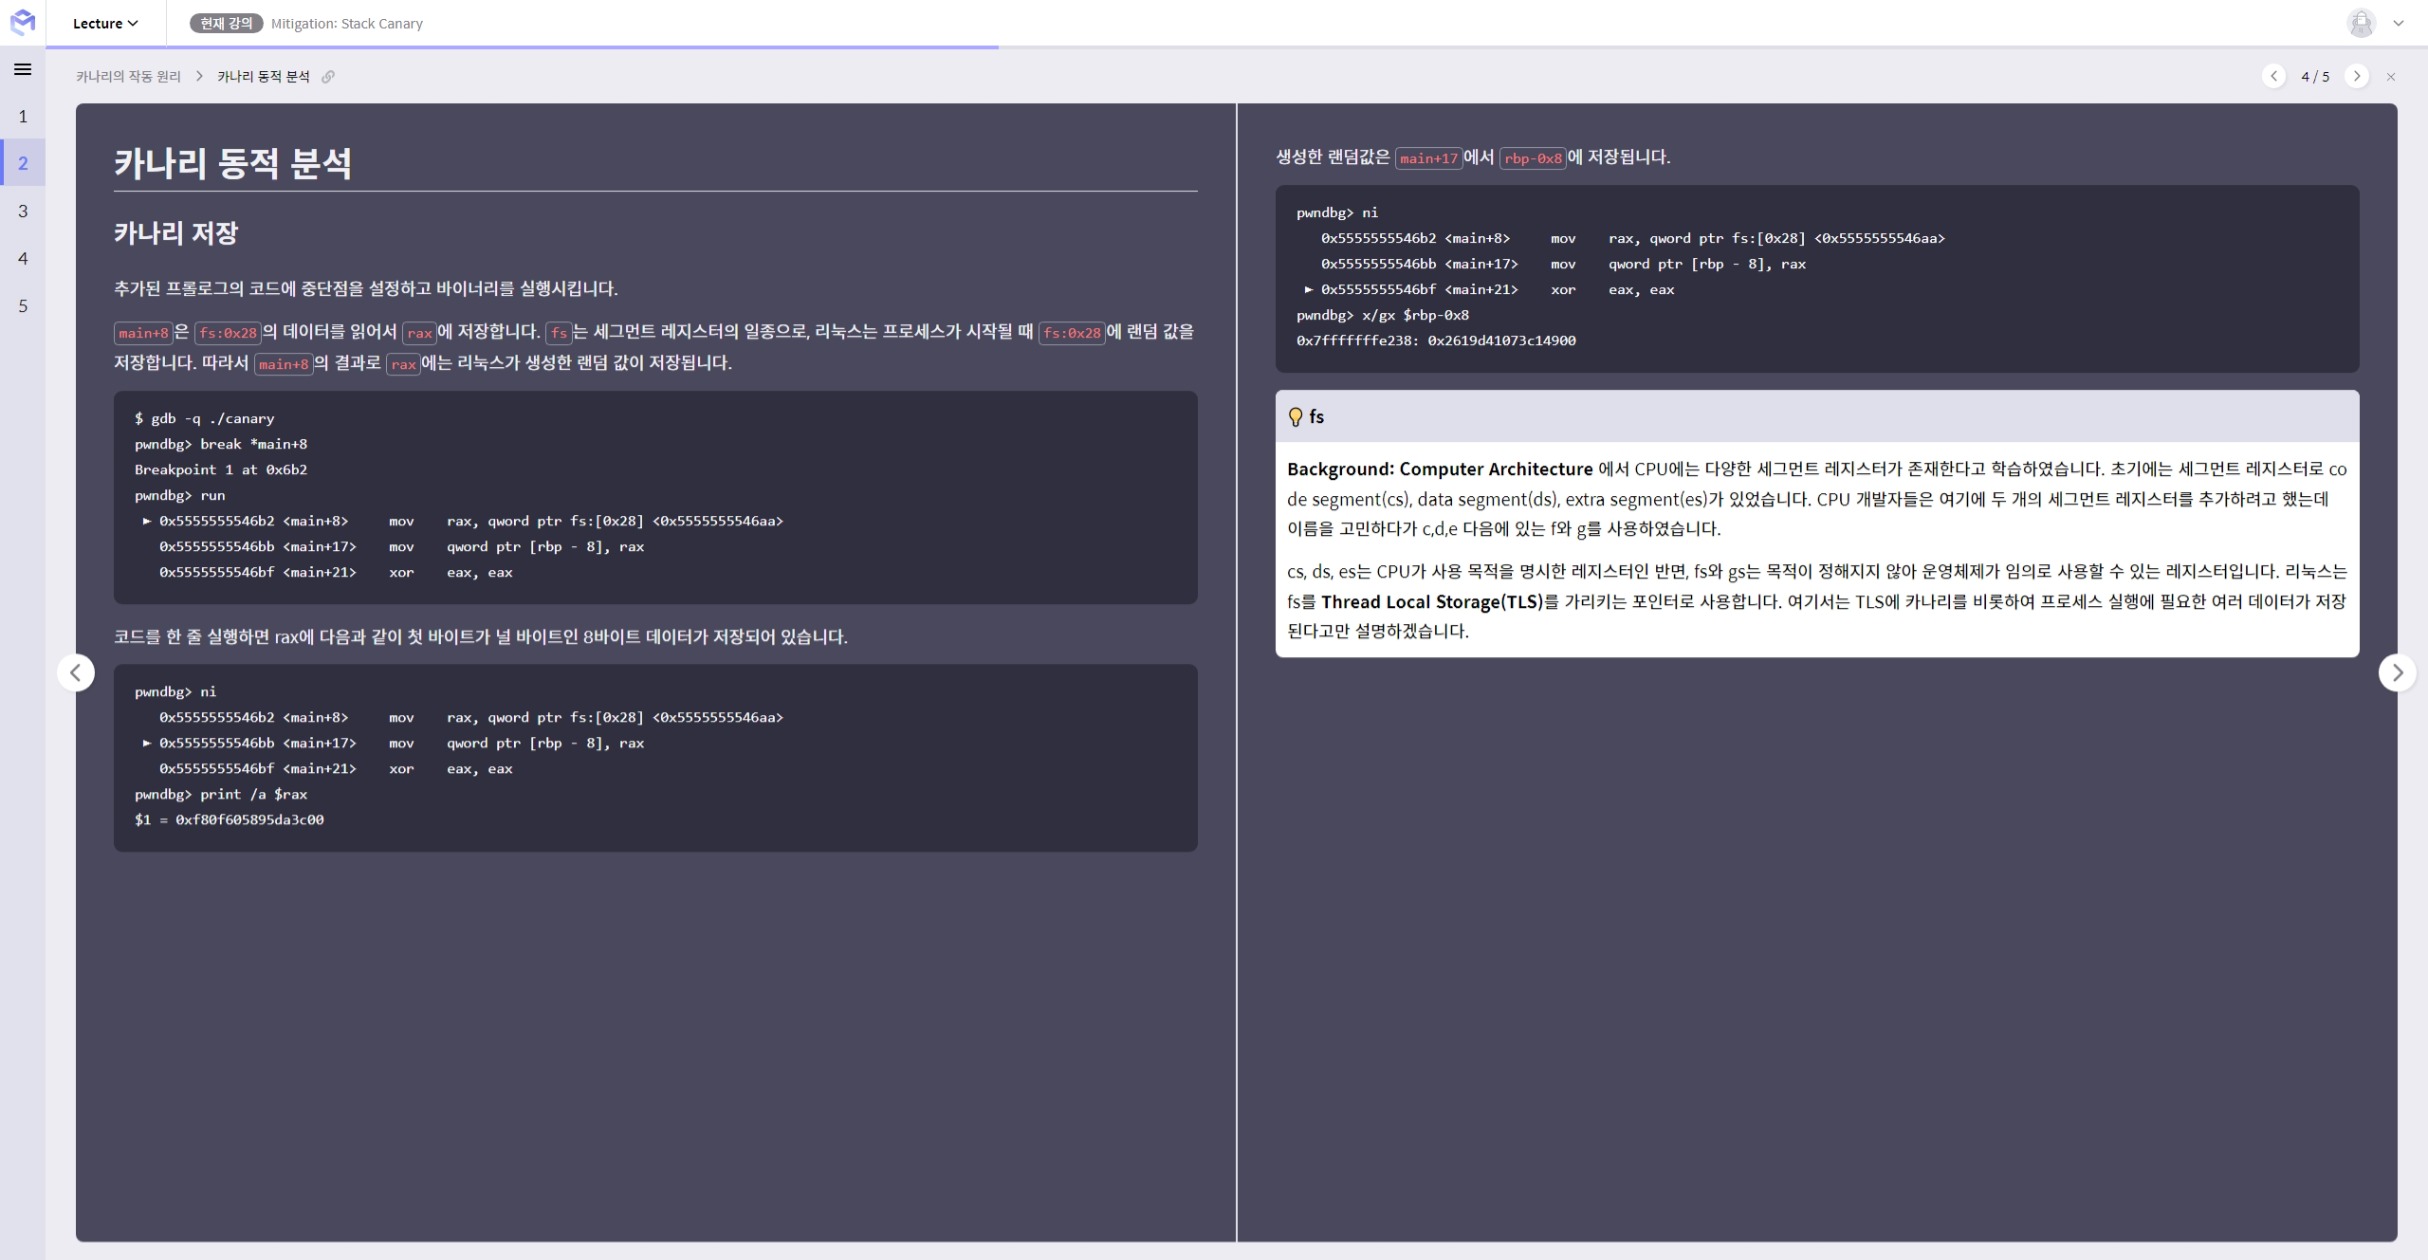 Lecture
현재 강의 Mitigation: Stack Canary
카나리의 작동 원리 > 카나리 동적 분석
4 / 5
1
2
3
4
5
카나리 동적 분석
카나리 저장
추가된 프롤로그의 코드에 중단점을 설정하고 바이너리를 실행시킵니다.
main+8은 fs:0x28의 데이터를 읽어서 rax에 저장합니다. fs는 세그먼트 레지스터의 일종으로, 리눅스는 프로세스가 시작될 때 fs:0x28에 랜덤 값을
저장합니다. 따라서 main+8의 결과로 rax에는 리눅스가 생성한 랜덤 값이 저장됩니다.
$ gdb -q ./canary
pwndbg> break *main+8
Breakpoint 1 at 0x6b2
pwndbg> run
► 0x5555555546b2 <main+8> mov rax, qword ptr fs:[0x28] <0x5555555546aa>
0x5555555546bb <main+17> mov qword ptr [rbp - 8], rax
0x5555555546bf <main+21> xor eax, eax
코드를 한 줄 실행하면 rax에 다음과 같이 첫 바이트가 널 바이트인 8바이트 데이터가 저장되어 있습니다.
pwndbg> ni
0x5555555546b2 <main+8> mov rax, qword ptr fs:[0x28] <0x5555555546aa>
► 0x5555555546bb <main+17> mov qword ptr [rbp - 8], rax
0x5555555546bf <main+21> xor eax, eax
pwndbg> print /a $rax
$1 = 0xf80f605895da3c00
생성한 랜덤값은 main+17에서 rbp-0x8에 저장됩니다.
pwndbg> ni
0x5555555546b2 <main+8> mov rax, qword ptr fs:[0x28] <0x5555555546aa>
0x5555555546bb <main+17> mov qword ptr [rbp - 8], rax
► 0x5555555546bf <main+21> xor eax, eax
pwndbg> x/gx $rbp-0x8
0x7fffffffe238: 0x2619d41073c14900
💡 fs
Background: Computer Architecture 에서 CPU에는 다양한 세그먼트 레지스터가 존재한다고 학습하였습니다. 초기에는 세그먼트 레지스터로 co
de segment(cs), data segment(ds), extra segment(es)가 있었습니다. CPU 개발자들은 여기에 두 개의 세그먼트 레지스터를 추가하려고 했는데
이름을 고민하다가 c,d,e 다음에 있는 f와 g를 사용하였습니다.
cs, ds, es는 CPU가 사용 목적을 명시한 레지스터인 반면, fs와 gs는 목적이 정해지지 않아 운영체제가 임의로 사용할 수 있는 레지스터입니다. 리눅스는
fs를 Thread Local Storage(TLS)를 가리키는 포인터로 사용합니다. 여기서는 TLS에 카나리를 비롯하여 프로세스 실행에 필요한 여러 데이터가 저장
된다고만 설명하겠습니다.